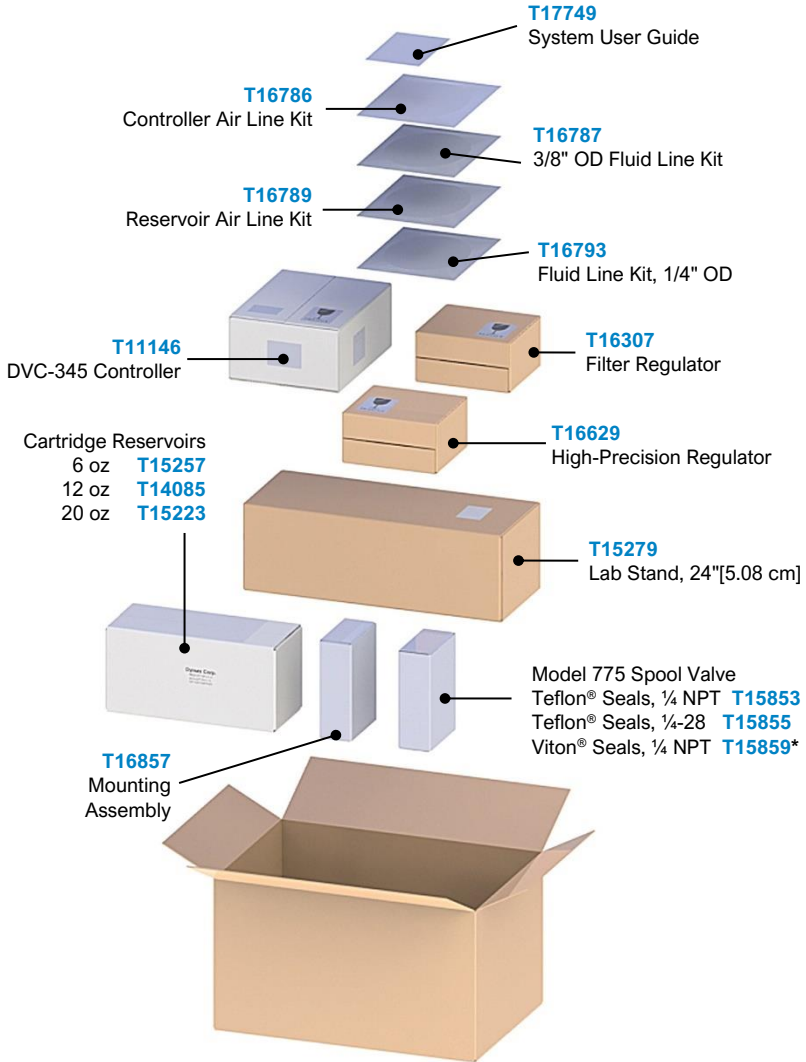 T17749
System User Guide
T16786
Controller Air Line Kit
T16787
3/8" OD Fluid Line Kit
T16789
Reservoir Air Line Kit
T16793
Fluid Line Kit, 1/4" OD
T11146
DVC-345 Controller
T16307
Filter Regulator
T16629
High-Precision Regulator
Cartridge Reservoirs
6 oz T15257
12 oz T14085
20 oz T15223
T15279
Lab Stand, 24"[5.08 cm]
Model 775 Spool Valve
Teflon® Seals, ¼ NPT T15853
Teflon® Seals, ¼-28 T15855
Viton® Seals, ¼ NPT T15859*
T16857
Mounting
Assembly